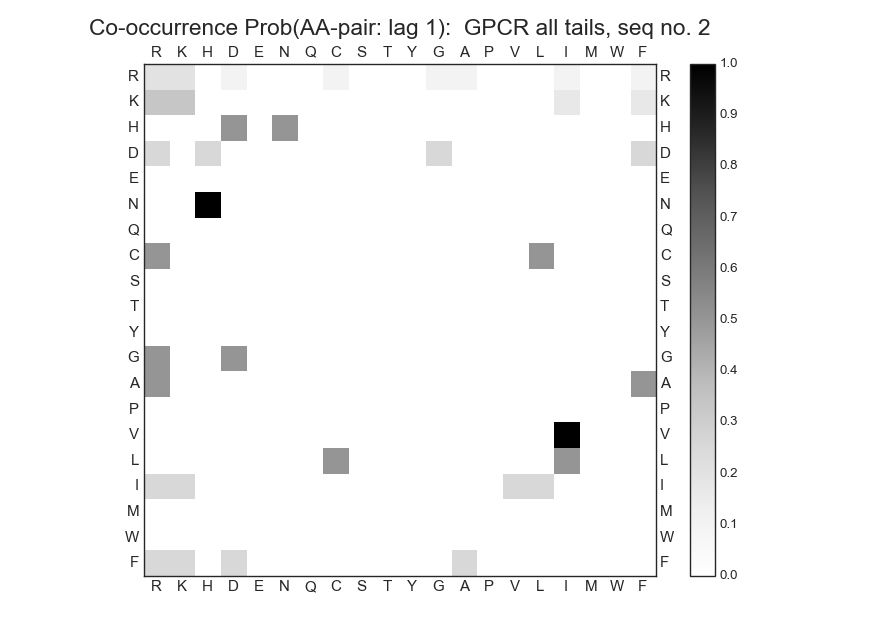 Co-occurrence Prob(AA-pair: lag 1):  GPCR all tails, seq no. 2
R K H D E N Q C S T Y G A P V L I M W F
R R
K K
H H
D D
E E
N N
Q Q
C C
S S
T T
Y Y
G G
A A
P P
V V
L L
I I
M M
W W
F F
R K H D E N Q C S T Y G A P V L I M W F
1.0
0.9
0.8
0.7
0.6
0.5
0.4
0.3
0.2
0.1
0.0